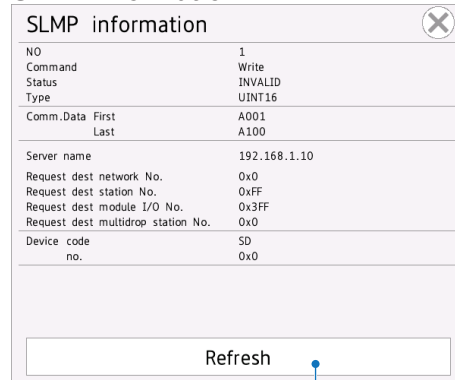 SLMP information
NO 1
Command Write
Status INVALID
Type UINT16
Comm.Data First A001
Last A100
Server name 192.168.1.10
Request dest network No. 0x0
Request dest station No. 0xFF
Request dest module I/O No. 0x3FF
Request dest multidrop station No. 0x0
Device code SD
no. 0x0
Refresh